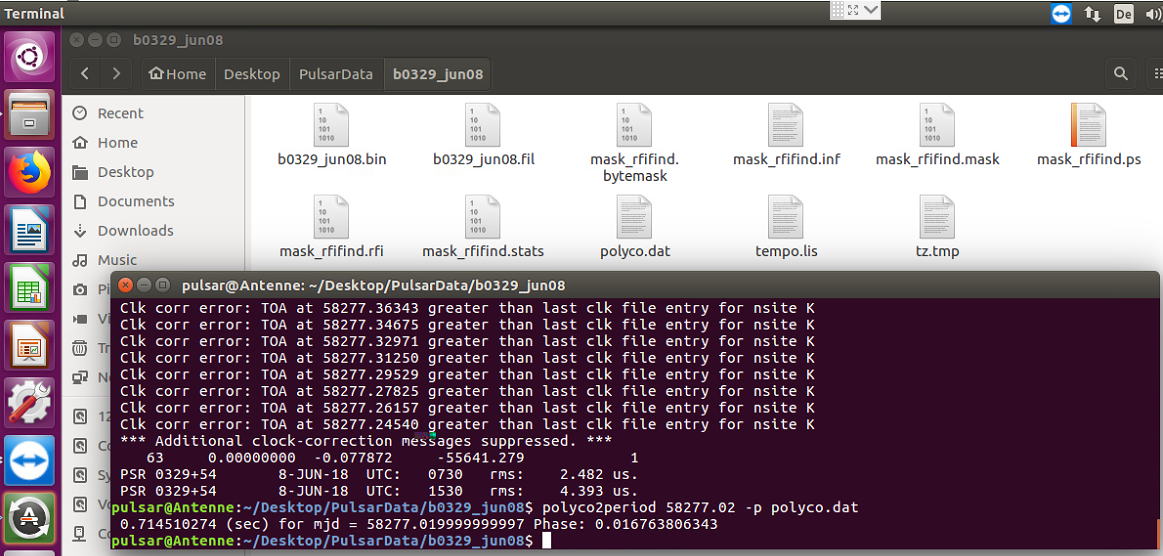 Terminal
De
b0329_jun08
Home Desktop PulsarData b0329_jun08
Recent
Home
Desktop
Documents
Downloads
Music
b0329_jun08.bin
b0329_jun08.fil
mask_rfifind.
bytemask
mask_rfifind.inf
mask_rfifind.mask
mask_rfifind.ps
mask_rfifind.rfi
mask_rfifind.stats
polyco.dat
tempo.lis
tz.tmp
pulsar@Antenne: ~/Desktop/PulsarData/b0329_jun08
Clk corr error: TOA at 58277.36343 greater than last clk file entry for nsite K
Clk corr error: TOA at 58277.34675 greater than last clk file entry for nsite K
Clk corr error: TOA at 58277.32971 greater than last clk file entry for nsite K
Clk corr error: TOA at 58277.31250 greater than last clk file entry for nsite K
Clk corr error: TOA at 58277.29529 greater than last clk file entry for nsite K
Clk corr error: TOA at 58277.27825 greater than last clk file entry for nsite K
Clk corr error: TOA at 58277.26157 greater than last clk file entry for nsite K
Clk corr error: TOA at 58277.24540 greater than last clk file entry for nsite K
*** Additional clock-correction messages suppressed. ***
63 0.00000000 -0.077872 -55641.279 1
PSR 0329+54 8-JUN-18 UTC: 0730 rms: 2.482 us.
PSR 0329+54 8-JUN-18 UTC: 1530 rms: 4.393 us.
pulsar@Antenne:~/Desktop/PulsarData/b0329_jun08$ polyco2period 58277.02 -p polyco.dat
0.714510274 (sec) for mjd = 58277.019999999997 Phase: 0.016763806343
pulsar@Antenne:~/Desktop/PulsarData/b0329_jun08$